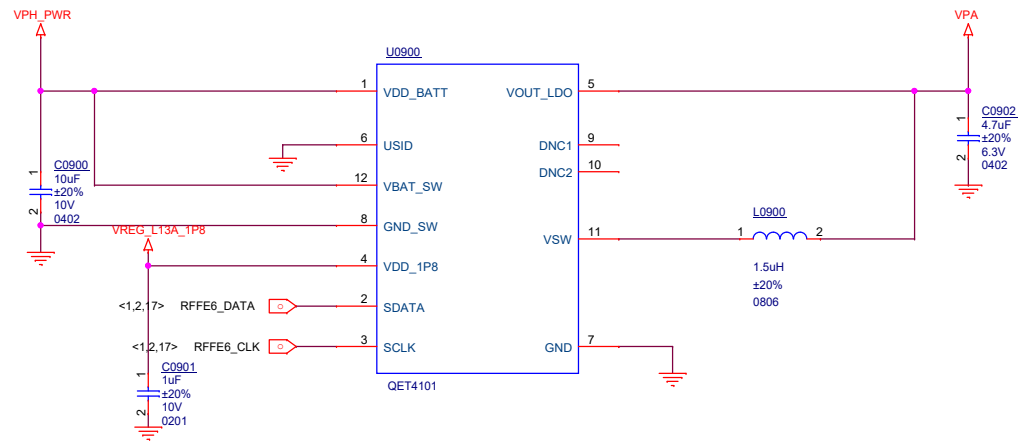 VPH_PWR
VPA
U0900
1
VDD_BATT
VOUT_LDO
5
6
USID
DNC1
9
DNC2
10
12
VBAT_SW
8
GND_SW
VSW
11
4
VDD_1P8
2
SDATA
3
SCLK
GND
7
QET4101
1
2
C0900
10uF
±20%
10V
0402
VREG_L13A_1P8
<1,2,17> RFFE6_DATA
<1,2,17> RFFE6_CLK
1
2
C0901
1uF
±20%
10V
0201
L0900
1
2
1.5uH
±20%
0806
1
2
C0902
4.7uF
±20%
6.3V
0402